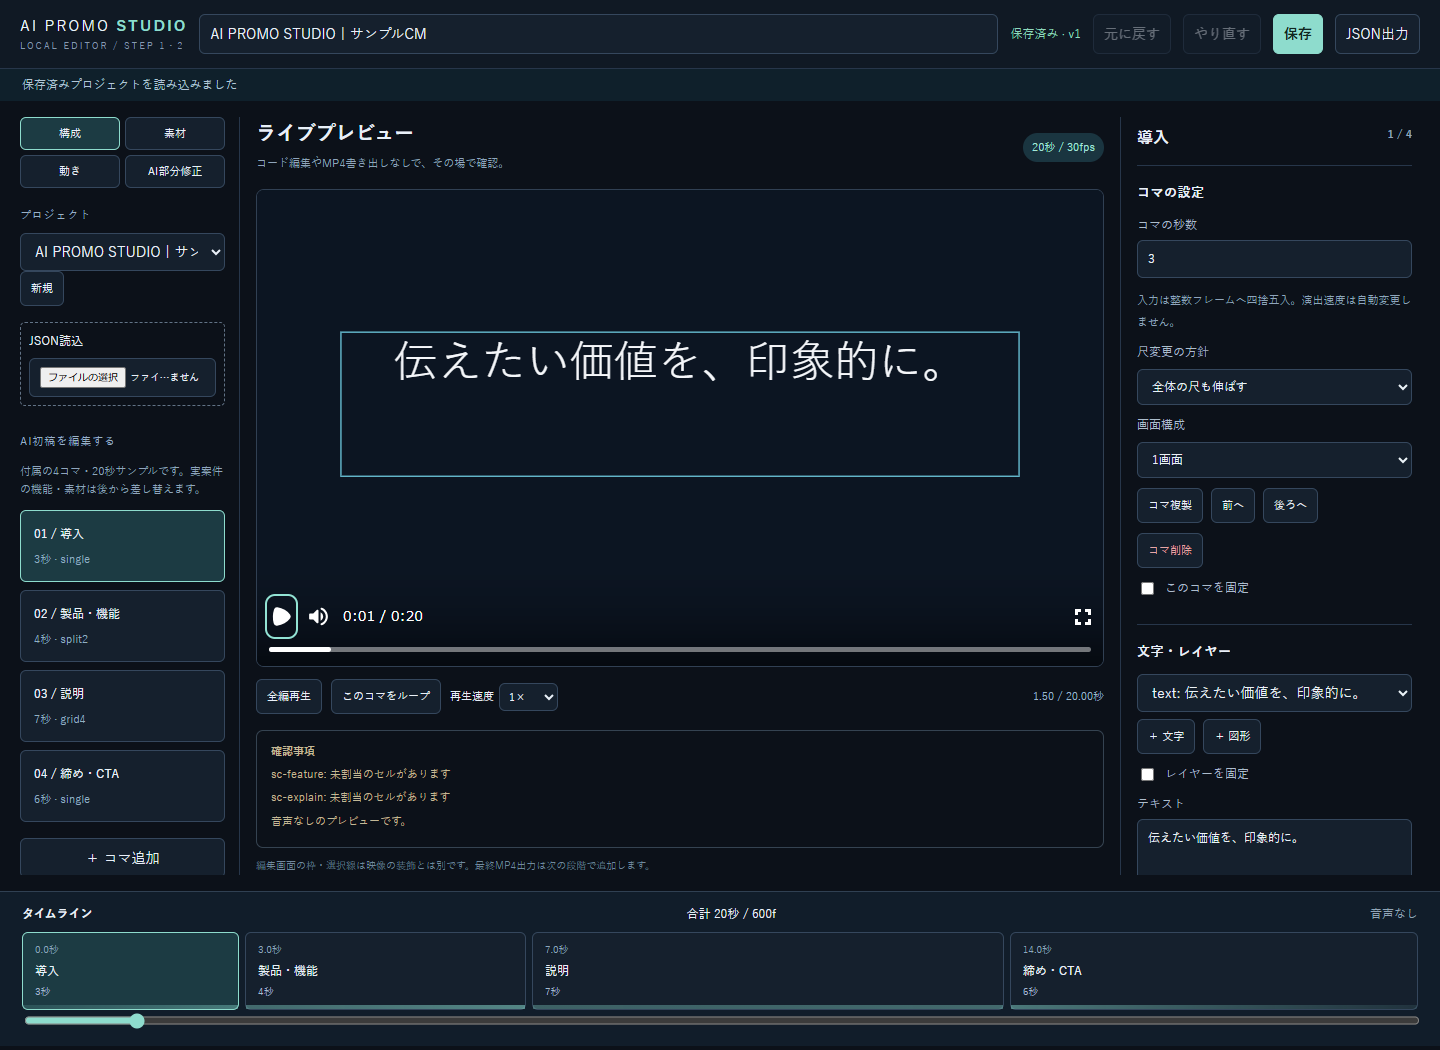 AI PROMO STUDIO
LOCAL EDITOR / STEP 1 - 2
AI PROMO STUDIO | サンプルCM
保存済み · v1
元に戻す
やり直す
保存
JSON出力
保存済みプロジェクトを読み込みました
構成
素材
動き
AI部分修正
プロジェクト
AI PROMO STUDIO | サン
新規
JSON読込
ファイルの選択 ファイ…ません
AI初稿を編集する
付属の4コマ・20秒サンプルです。実案件
の機能・素材は後から差し替えます。
01 / 導入
3秒 · single
02 / 製品・機能
4秒 · split2
03 / 説明
7秒 · grid4
04 / 締め・CTA
6秒 · single
＋ コマ追加
ライブプレビュー
コード編集やMP4書き出しなしで、その場で確認。
20秒 / 30fps
伝えたい価値を、印象的に。
0:01 / 0:20
全編再生
このコマをループ
再生速度
1×
1.50 / 20.00秒
確認事項
sc-feature: 未割当のセルがあります
sc-explain: 未割当のセルがあります
音声なしのプレビューです。
編集画面の枠・選択線は映像の装飾とは別です。最終MP4出力は次の段階で追加します。
導入
1 / 4
コマの設定
コマの秒数
3
入力は整数フレームへ四捨五入。演出速度は自動変更し
ません。
尺変更の方針
全体の尺も伸ばす
画面構成
1画面
コマ複製
前へ
後ろへ
コマ削除
このコマを固定
文字・レイヤー
text: 伝えたい価値を、印象的に。
＋ 文字
＋ 図形
レイヤーを固定
テキスト
伝えたい価値を、印象的に。
タイムライン
合計 20秒 / 600f
音声なし
0.0秒
導入
3秒
3.0秒
製品・機能
4秒
7.0秒
説明
7秒
14.0秒
締め・CTA
6秒